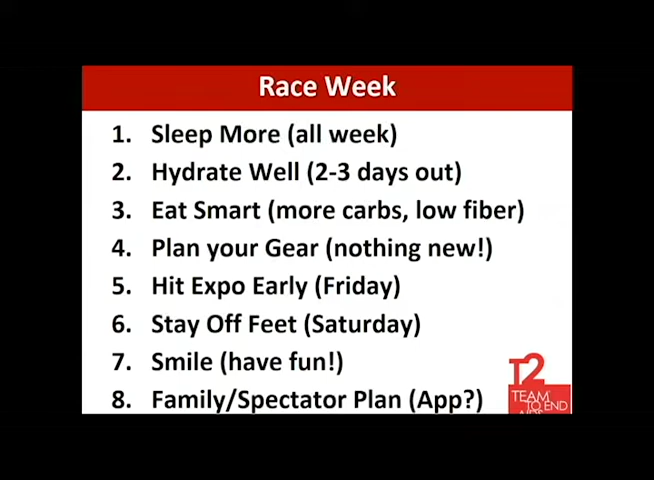 Race Week
1. Sleep More (all week)
2. Hydrate Well (2-3 days out)
3. Eat Smart (more carbs, low fiber)
4. Plan your Gear (nothing new!)
5. Hit Expo Early (Friday)
6. Stay Off Feet (Saturday)
7. Smile (have fun!)
8. Family/Spectator Plan (App?)
T2
TEAM
TO END